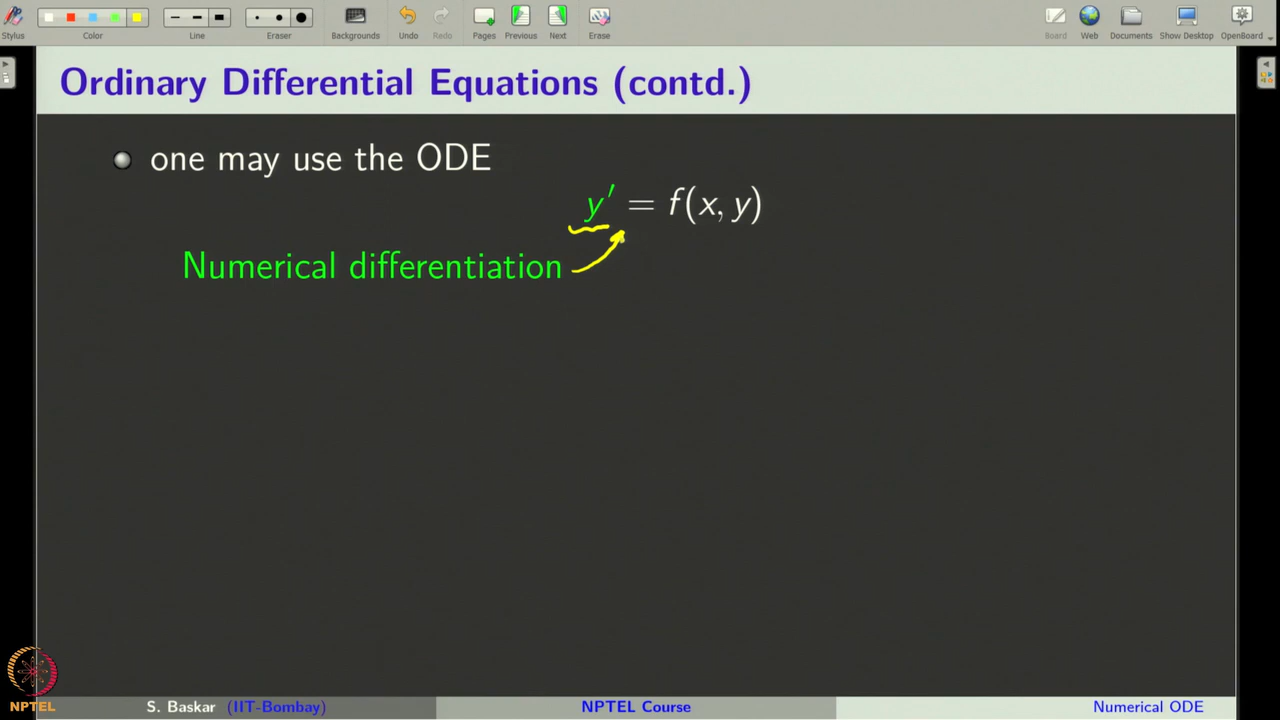 Stylus
Color
Line
Eraser
Backgrounds
Undo
Redo
Pages
Previous
Next
Erase
Board
Web
Documents
Show Desktop
OpenBoard
Ordinary Differential Equations (contd.)
one may use the ODE
y′ = f(x, y)
Numerical differentiation
NPTEL
S. Baskar (IIT-Bombay)
NPTEL Course
Numerical ODE